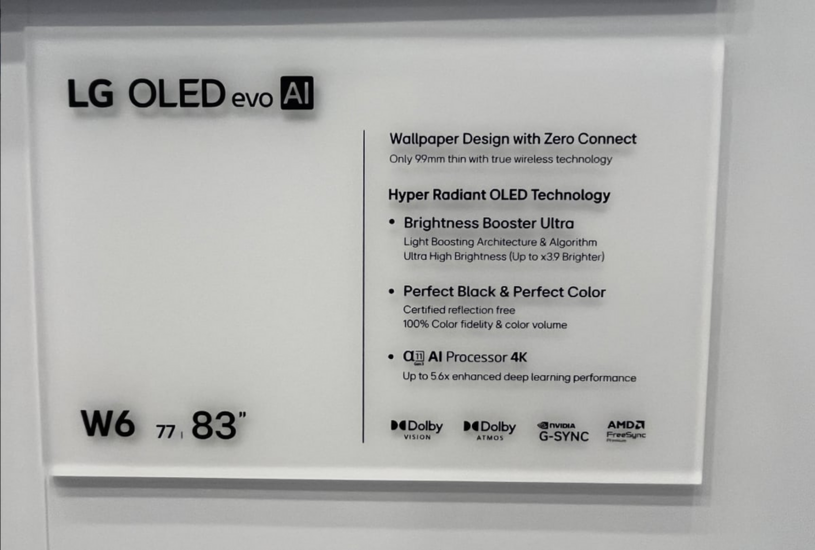 LG OLED evo AI
Wallpaper Design with Zero Connect
Only 99mm thin with true wireless technology
Hyper Radiant OLED Technology
• Brightness Booster Ultra
Light Boosting Architecture & Algorithm
Ultra High Brightness (Up to x3.9 Brighter)
• Perfect Black & Perfect Color
Certified reflection free
100% Color fidelity & color volume
• α11 AI Processor 4K
Up to 5.6x enhanced deep learning performance
W6 77 | 83"
Dolby VISION
Dolby ATMOS
NVIDIA G-SYNC
AMD FreeSync Premium